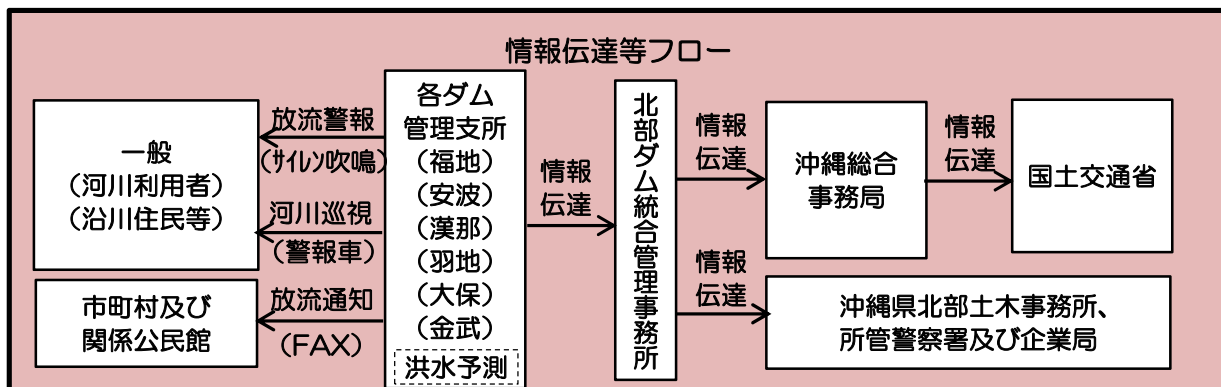 情報伝達等フロー
一般
(河川利用者)
(沿川住民等)
市町村及び
関係公民館
放流警報
(ｻｲﾚﾝ吹鳴)
河川巡視
(警報車)
放流通知
(FAX)
各ダム
管理支所
(福地)
(安波)
(漢那)
(羽地)
(大保)
(金武)
洪水予測
情報
伝達
北部ダム統合管理事務所
情報
伝達
情報
伝達
沖縄総合
事務局
情報
伝達
国土交通省
沖縄県北部土木事務所、
所管警察署及び企業局